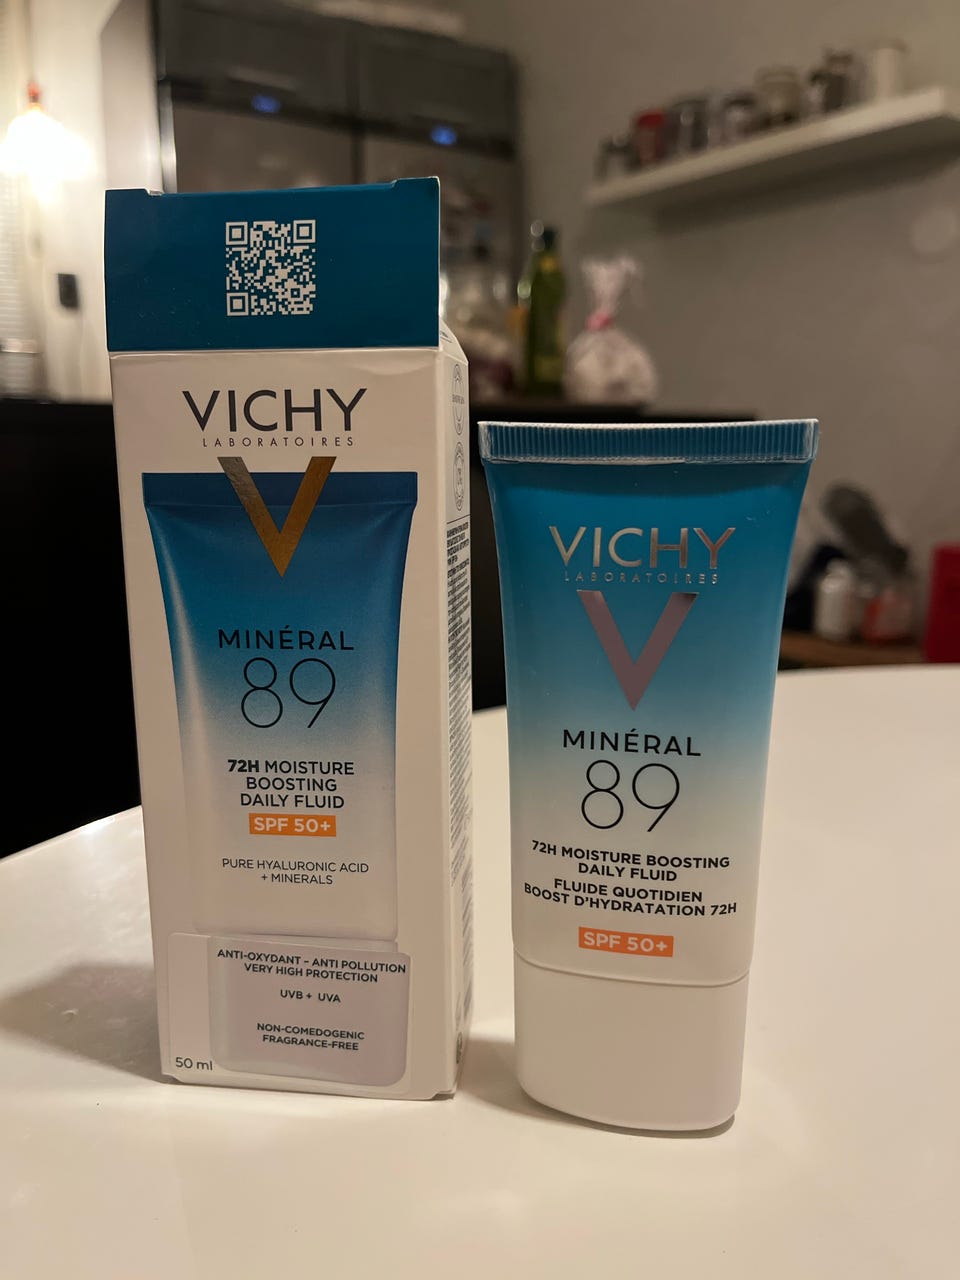 VICHY
LABORATOIRES
MINÉRAL
89
72H MOISTURE
BOOSTING
DAILY FLUID
SPF 50+
PURE HYALURONIC ACID
+ MINERALS
ANTI-OXYDANT – ANTI POLLUTION
VERY HIGH PROTECTION
UVB + UVA
NON-COMEDOGENIC
FRAGRANCE-FREE
50 ml
VICHY
LABORATOIRES
MINÉRAL
89
72H MOISTURE BOOSTING
DAILY FLUID
FLUIDE QUOTIDIEN
BOOST D'HYDRATATION 72H
SPF 50+